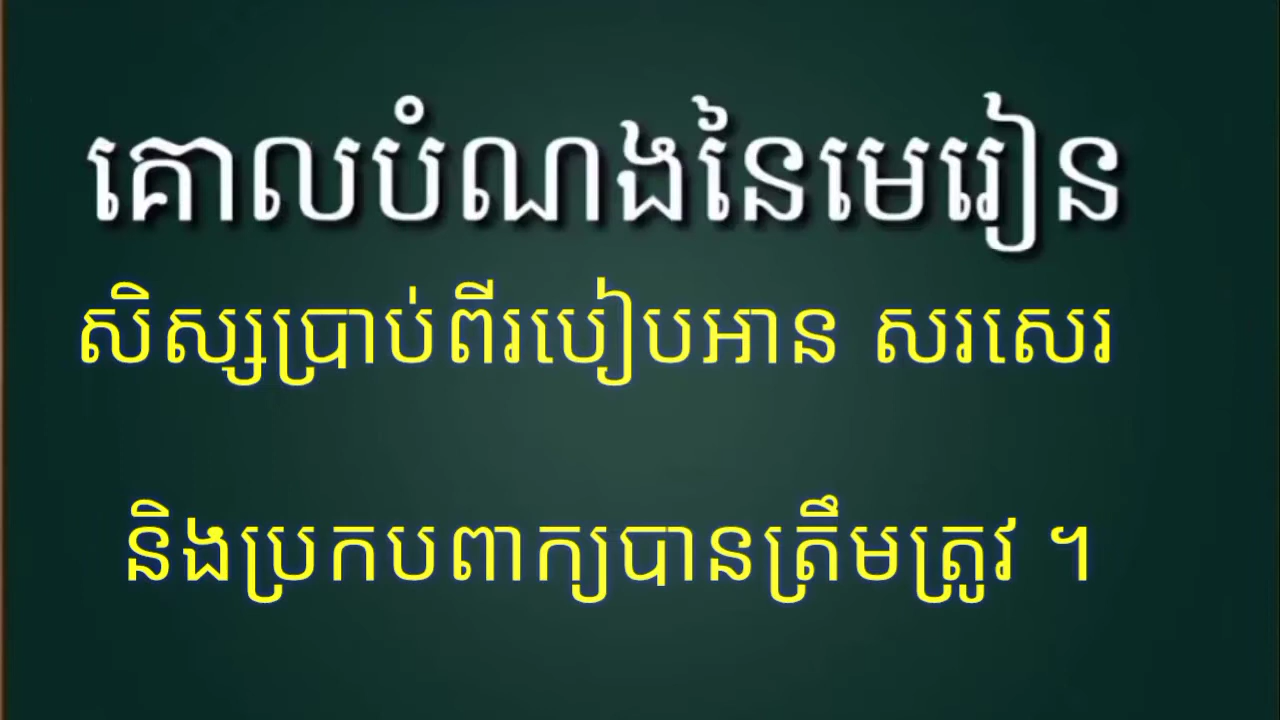 គោលបំណងនៃមេរៀន
សិស្សប្រាប់ពីរបៀបអាន សរសេរ
និងប្រកបពាក្យបានត្រឹមត្រូវ ។